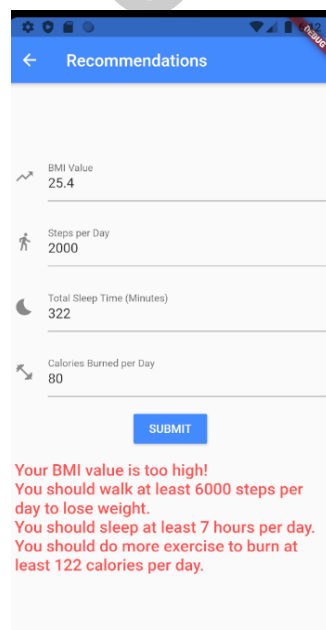 DEBUG
Recommendations
BMI Value
25.4
Steps per Day
2000
Total Sleep Time (Minutes)
322
Calories Burned per Day
80
SUBMIT
Your BMI value is too high!
You should walk at least 6000 steps per
day to lose weight.
You should sleep at least 7 hours per day.
You should do more exercise to burn at
least 122 calories per day.